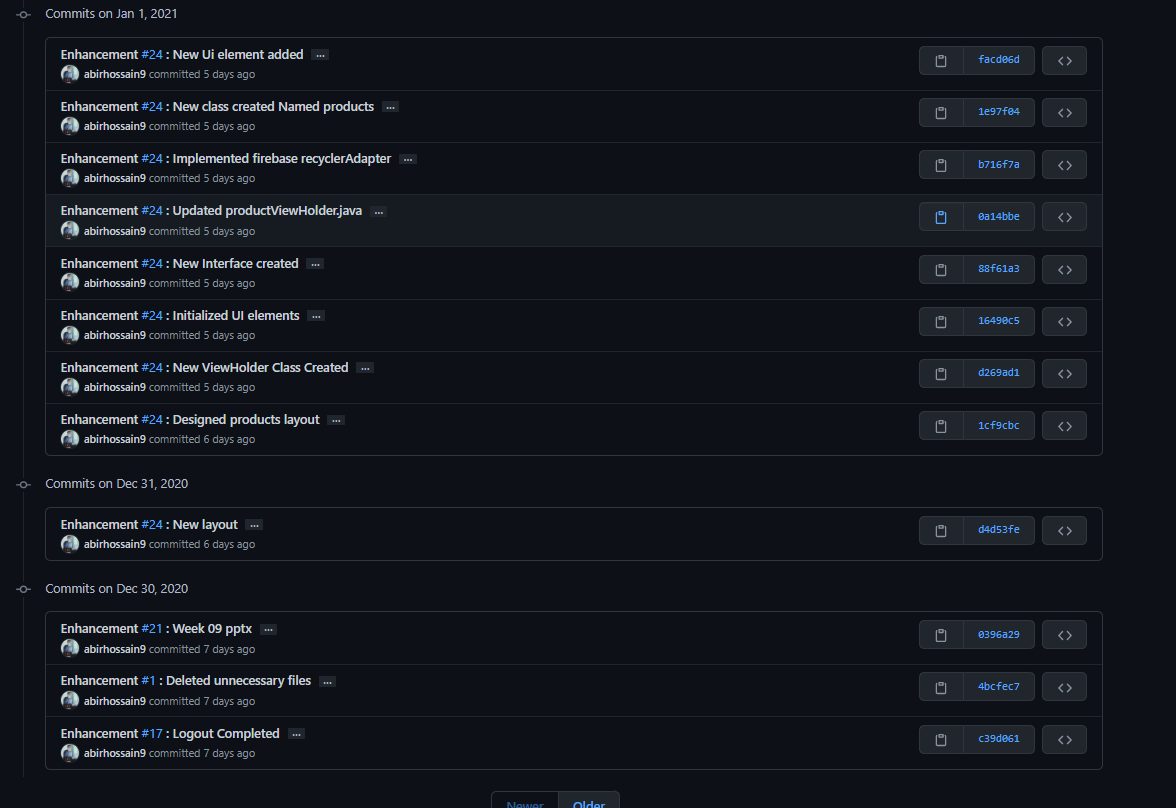 Commits on Jan 1, 2021
Enhancement #24 : New Ui element added ...
facd06d
abirhossain9 committed 5 days ago
Enhancement #24 : New class created Named products ...
1e97f04
abirhossain9 committed 5 days ago
Enhancement #24 : Implemented firebase recyclerAdapter ...
b716f7a
abirhossain9 committed 5 days ago
Enhancement #24 : Updated productViewHolder.java ...
0a14bbe
abirhossain9 committed 5 days ago
Enhancement #24 : New Interface created ...
88f61a3
abirhossain9 committed 5 days ago
Enhancement #24 : Initialized UI elements ...
16490c5
abirhossain9 committed 5 days ago
Enhancement #24 : New ViewHolder Class Created ...
d269ad1
abirhossain9 committed 5 days ago
Enhancement #24 : Designed products layout ...
1cf9cbc
abirhossain9 committed 6 days ago
Commits on Dec 31, 2020
Enhancement #24 : New layout ...
d4d53fe
abirhossain9 committed 6 days ago
Commits on Dec 30, 2020
Enhancement #21 : Week 09 pptx ...
0396a29
abirhossain9 committed 7 days ago
Enhancement #1 : Deleted unnecessary files ...
4bcfec7
abirhossain9 committed 7 days ago
Enhancement #17 : Logout Completed ...
c39d061
abirhossain9 committed 7 days ago
Newer Older